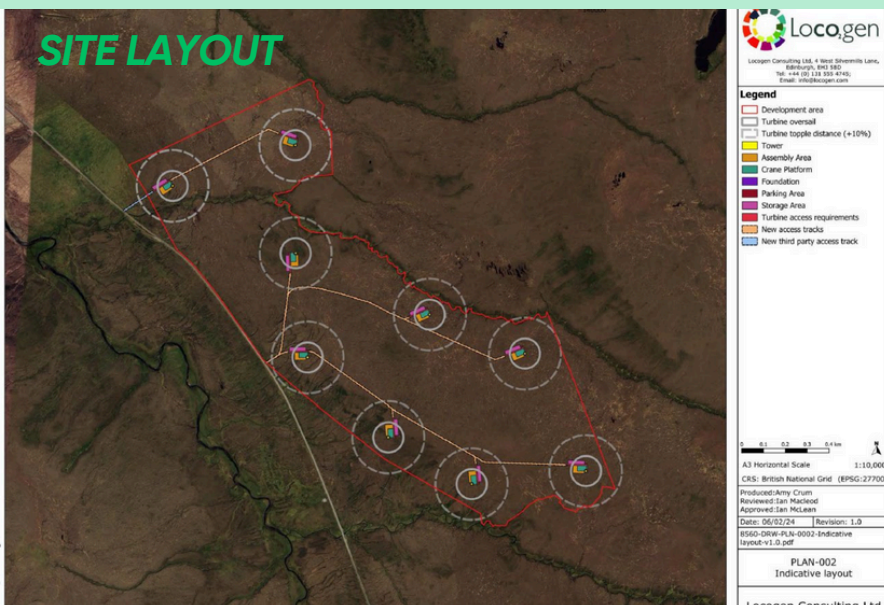 SITE LAYOUT
Locogen
Locogen Consulting Ltd, 4 West Silvermills Lane,
Edinburgh, EH3 5BD
Tel: +44 (0) 131 555 4745;
Email: info@locogen.com
Legend
Development area
Turbine oversail
Turbine topple distance (+10%)
Tower
Assembly Area
Crane Platform
Foundation
Parking Area
Storage Area
Turbine access requirements
New access tracks
New third party access track
0 0.1 0.2 0.3 0.4 km
N
A3 Horizontal Scale 1:10,000
CRS: British National Grid (EPSG:27700
Produced:Amy Crum
Reviewed:Ian Macleod
Approved:Ian McLean
Date: 06/02/24 Revision: 1.0
8560-DRW-PLN-0002-Indicative
layout-v1.0.pdf
PLAN-002
Indicative layout
Locogen Consulting Ltd